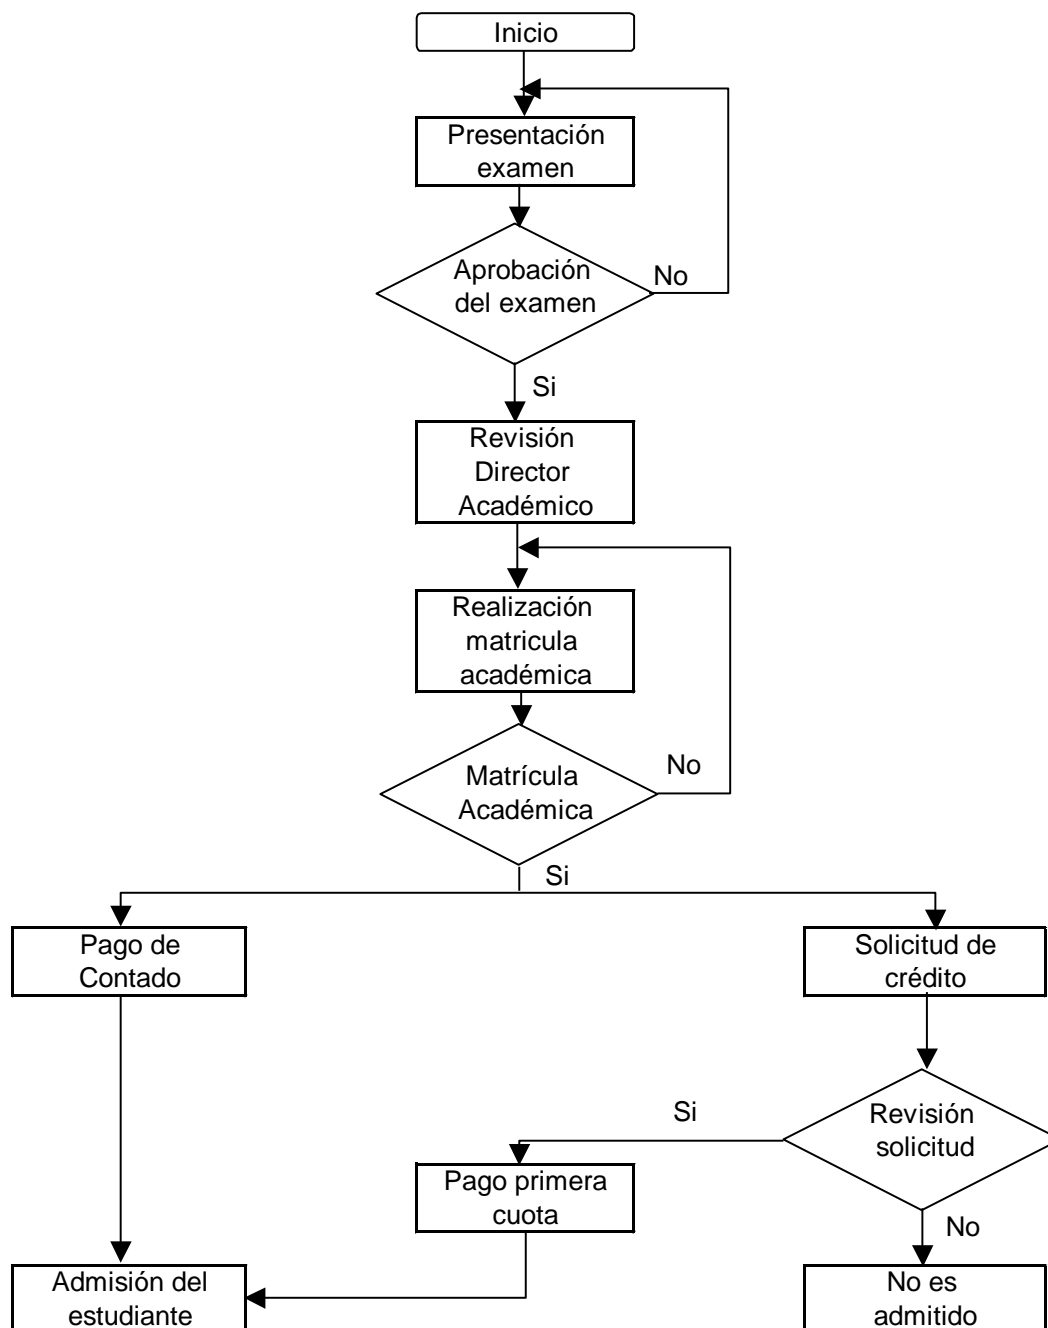 Inicio
Presentación
examen
Aprobación
del examen
No
Si
Revisión
Director
Académico
Realización
matricula
académica
Matrícula
Académica
No
Si
Pago de
Contado
Solicitud de
crédito
Revisión
solicitud
Si
Pago primera
cuota
No
Admisión del
estudiante
No es
admitido